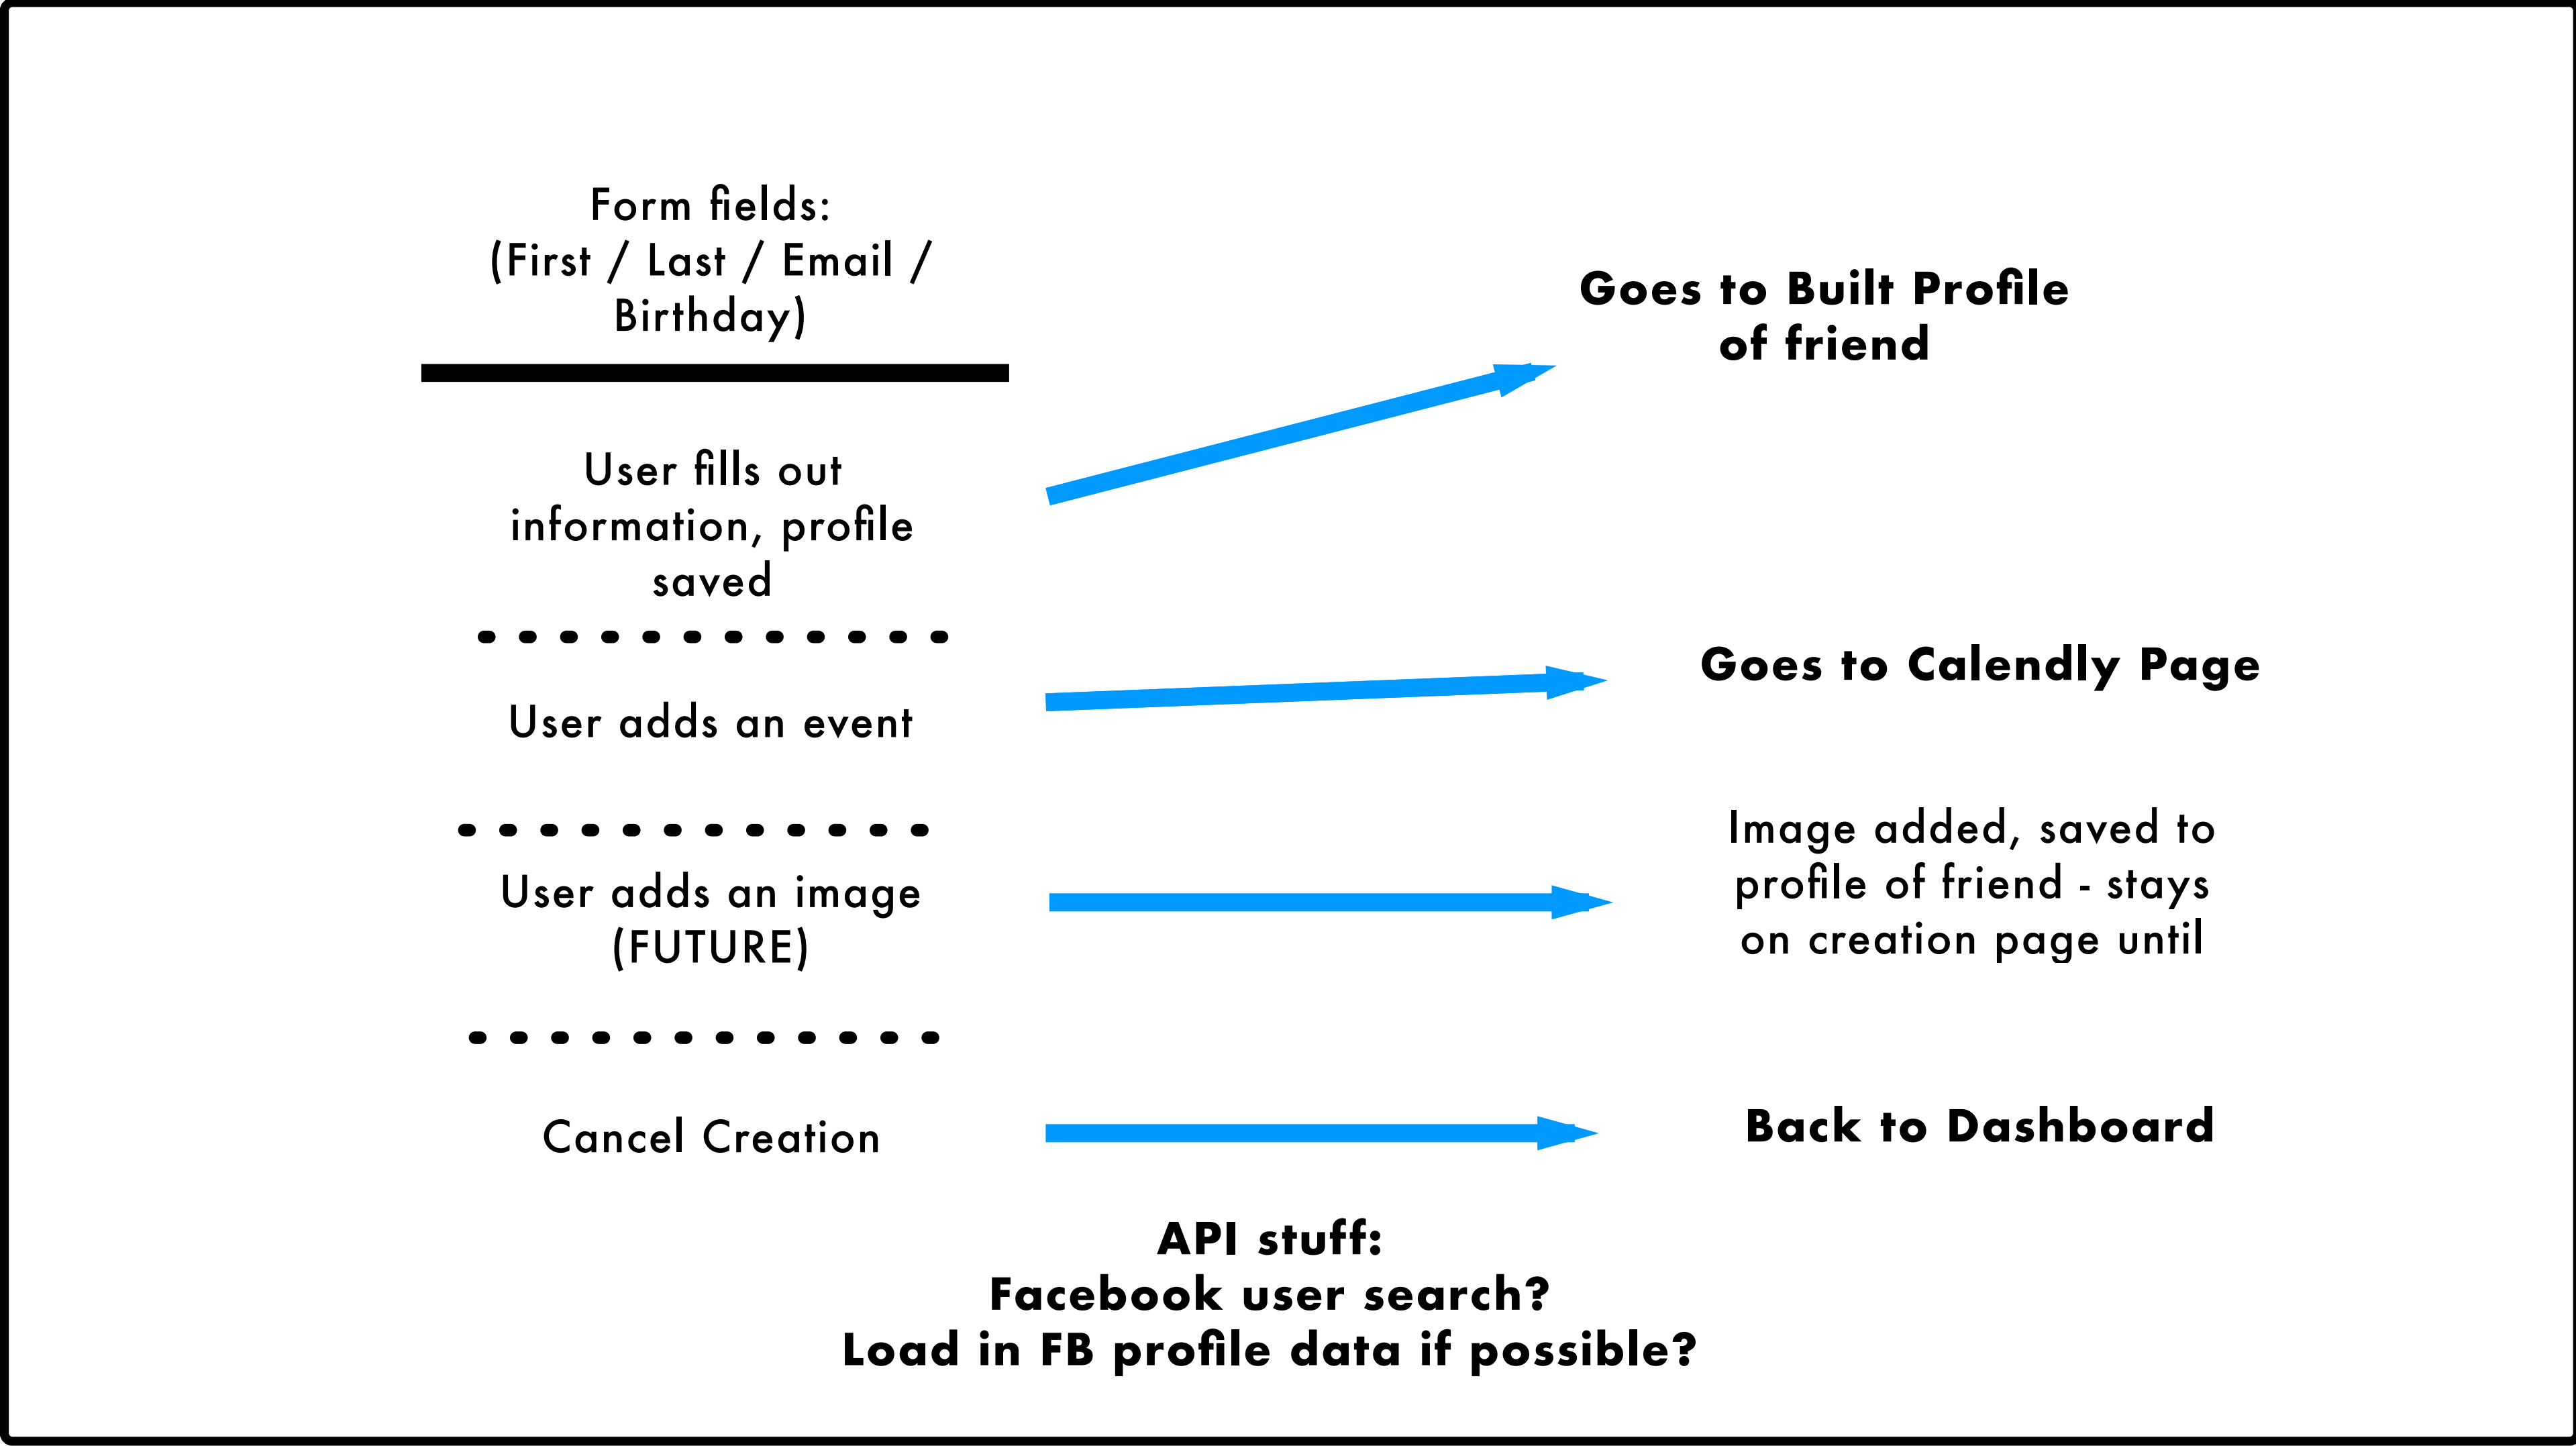 Form fields:
(First / Last / Email /
Birthday)
Goes to Built Profile
of friend
User fills out
information, profile
saved
Goes to Calendly Page
User adds an event
Image added, saved to
profile of friend - stays
on creation page until
User adds an image
(FUTURE)
Cancel Creation
Back to Dashboard
API stuff:
Facebook user search?
Load in FB profile data if possible?